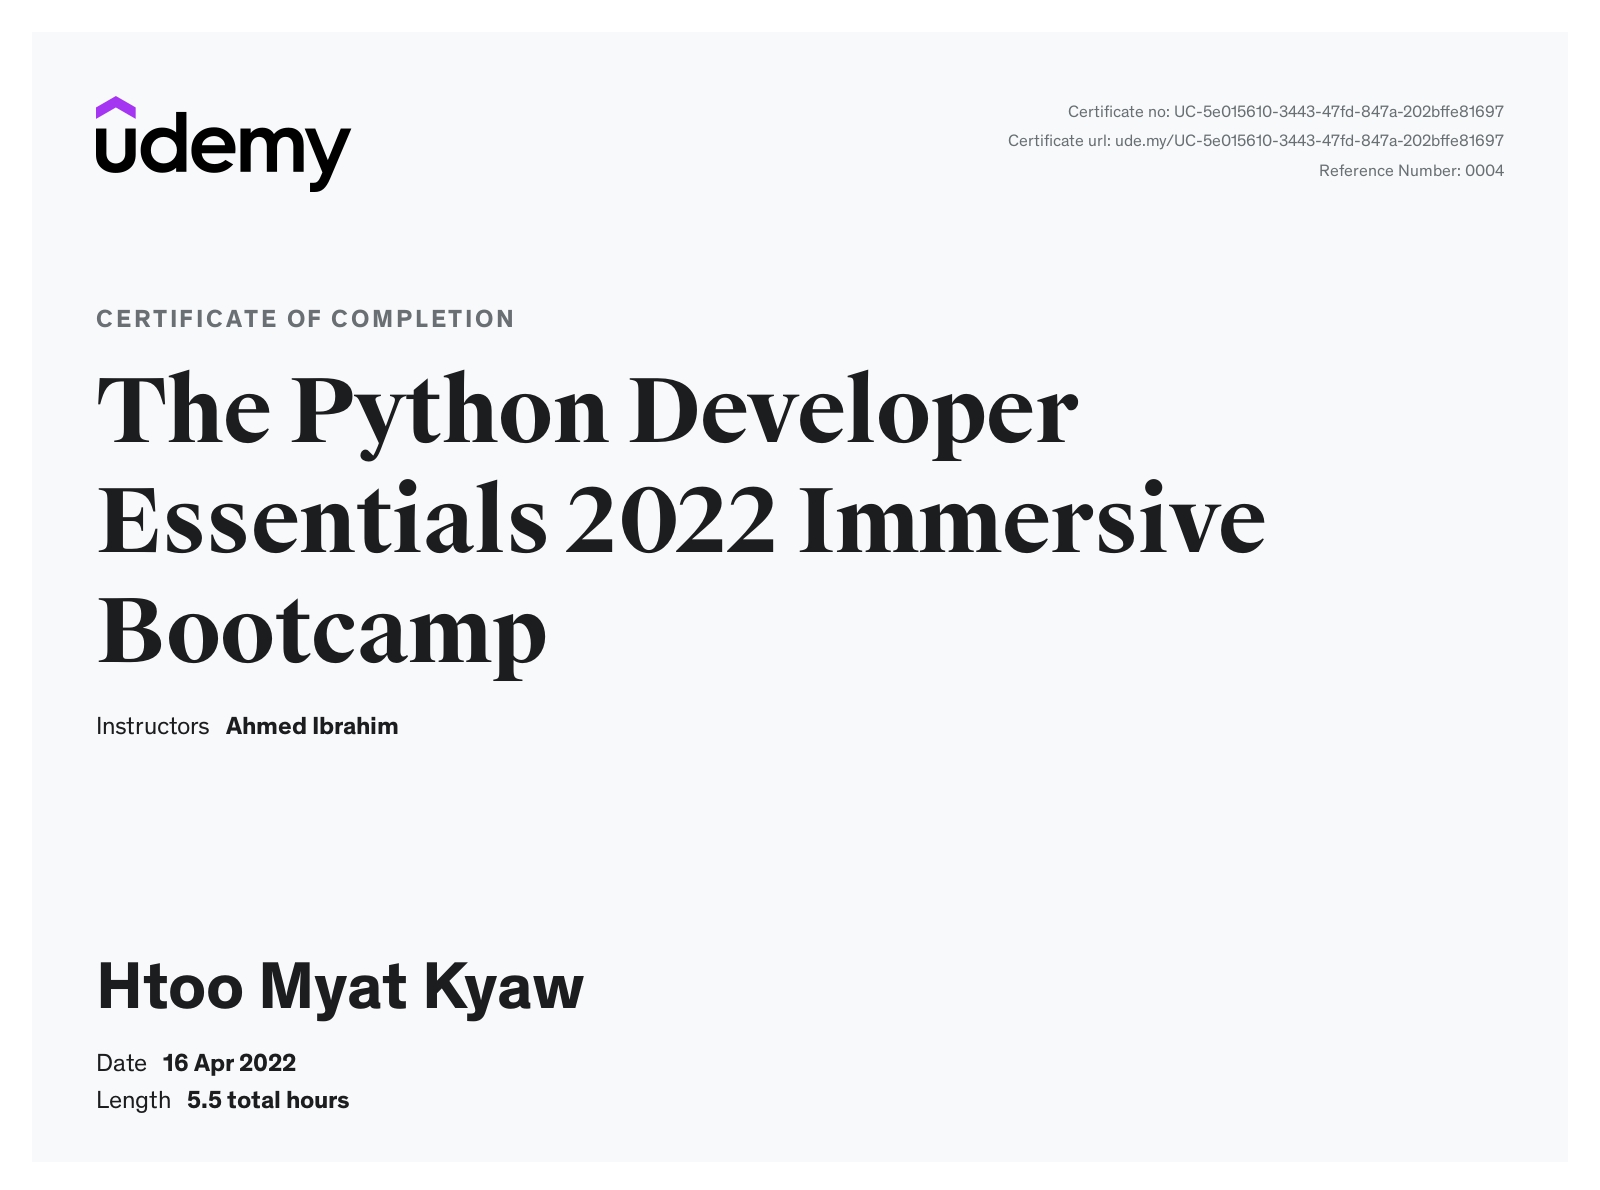 udemy
Certificate no: UC-5e015610-3443-47fd-847a-202bffe81697
Certificate url: ude.my/UC-5e015610-3443-47fd-847a-202bffe81697
Reference Number: 0004
CERTIFICATE OF COMPLETION
The Python Developer
Essentials 2022 Immersive
Bootcamp
Instructors Ahmed Ibrahim
Htoo Myat Kyaw
Date 16 Apr 2022
Length 5.5 total hours